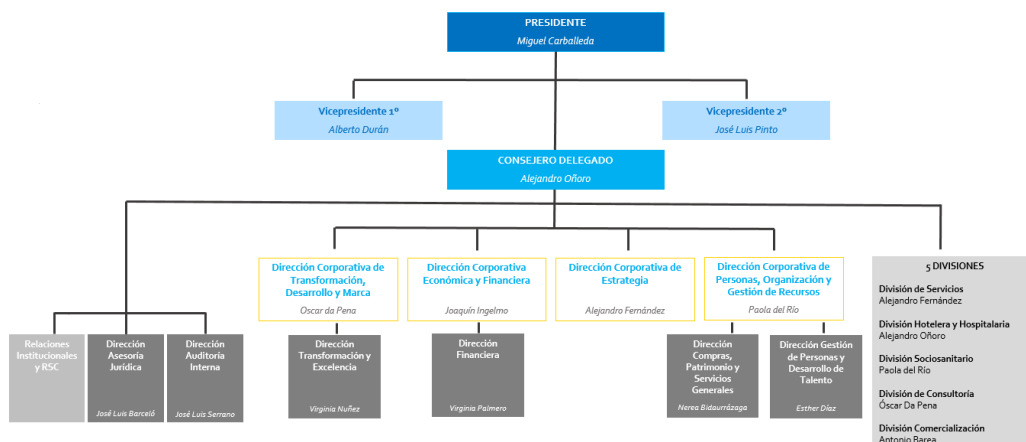 PRESIDENTE
Miguel Carballeda
Vicepresidente 1º
Alberto Durán
Vicepresidente 2º
José Luis Pinto
CONSEJERO DELEGADO
Alejandro Oñoro
Dirección Corporativa de
Transformación,
Desarrollo y Marca
Oscar da Pena
Dirección Corporativa
Económica y Financiera
Joaquín Ingelmo
Dirección Corporativa de
Estrategia
Alejandro Fernández
Dirección Corporativa de
Personas, Organización y
Gestión de Recursos
Paola del Río
Relaciones
Institucionales
y RSC
Dirección
Asesoría
Jurídica
José Luis Barceló
Dirección
Auditoría
Interna
José Luis Serrano
Dirección
Transformación y
Excelencia
Virginia Nuñez
Dirección
Financiera
Virginia Palmero
Dirección
Compras,
Patrimonio y
Servicios
Generales
Nerea Bidaurrázaga
Dirección Gestión
de Personas y
Desarrollo de
Talento
Esther Díaz
5 DIVISIONES
División de Servicios
Alejandro Fernández
División Hotelera y Hospitalaria
Alejandro Oñoro
División Sociosanitario
Paola del Río
División de Consultoría
Óscar Da Pena
División Comercialización
Antonio Barea